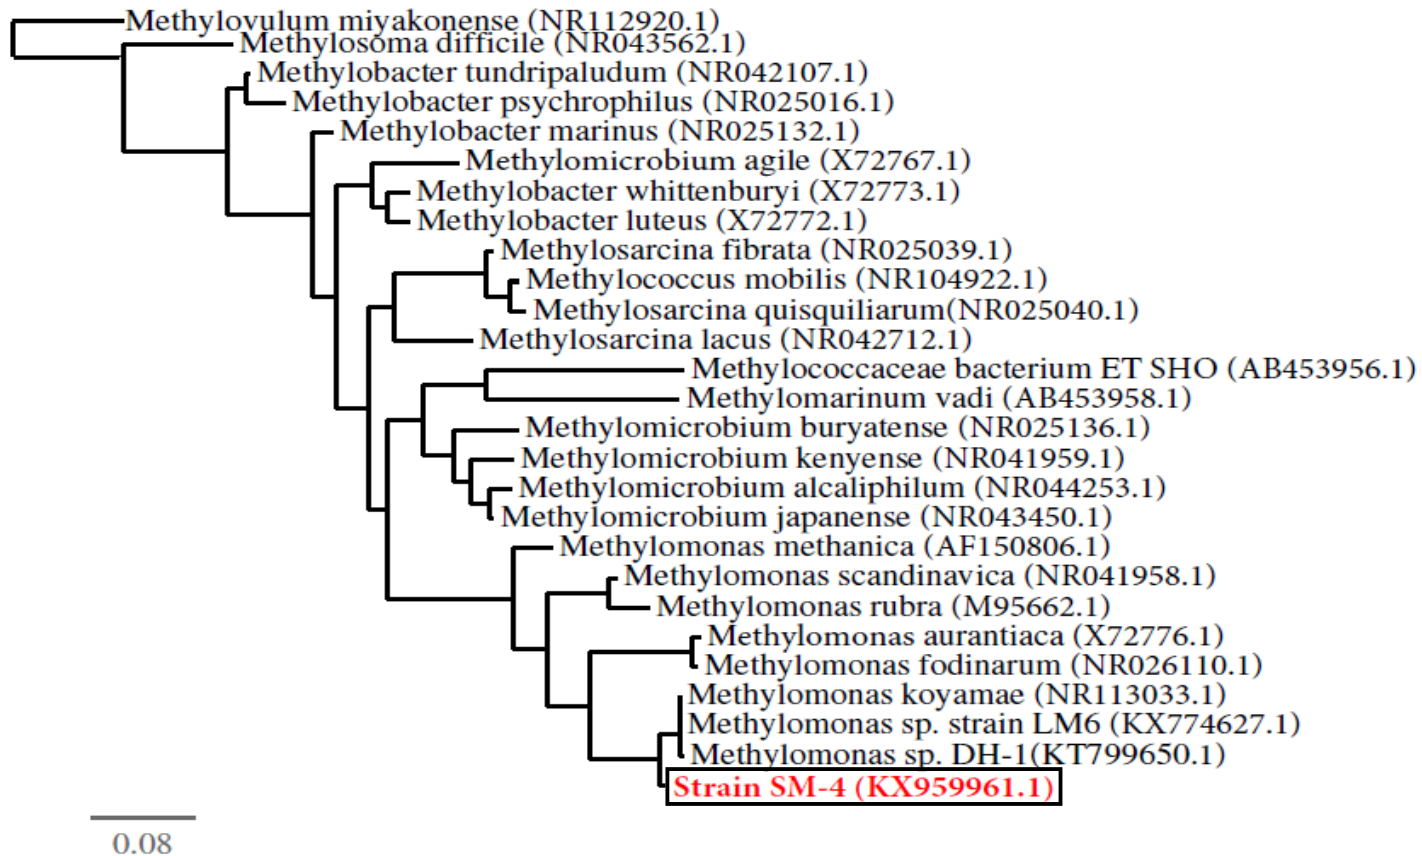 Methylovulum miyakonense (NR112920.1)
Methylosoma difficile (NR043562.1)
Methylobacter tundripaludum (NR042107.1)
Methylobacter psychrophilus (NR025016.1)
Methylobacter marinus (NR025132.1)
Methylomicrobium agile (X72767.1)
Methylobacter whittenburyi (X72773.1)
Methylobacter luteus (X72772.1)
Methylosarcina fibrata (NR025039.1)
Methylococcus mobilis (NR104922.1)
Methylosarcina quisquiliarum(NR025040.1)
Methylosarcina lacus (NR042712.1)
Methylococcaceae bacterium ET SHO (AB453956.1)
Methylomarinum vadi (AB453958.1)
Methylomicrobium buryatense (NR025136.1)
Methylomicrobium kenyense (NR041959.1)
Methylomicrobium alcaliphilum (NR044253.1)
Methylomicrobium japanense (NR043450.1)
Methylomonas methanica (AF150806.1)
Methylomonas scandinavica (NR041958.1)
Methylomonas rubra (M95662.1)
Methylomonas aurantiaca (X72776.1)
Methylomonas fodinarum (NR026110.1)
Methylomonas koyamae (NR113033.1)
Methylomonas sp. strain LM6 (KX774627.1)
Methylomonas sp. DH-1(KT799650.1)
Strain SM-4 (KX959961.1)
0.08